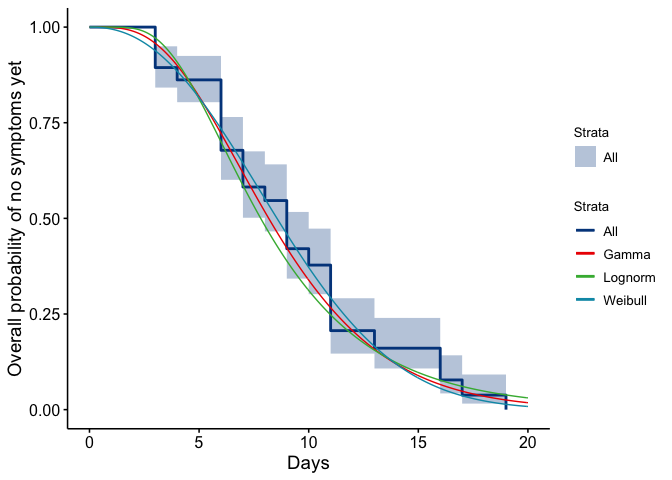 Overall probability of no symptoms yet
1.00
0.75
0.50
0.25
0.00
0
5
10
15
20
Days
Strata
All
Strata
All
Gamma
Lognorm
Weibull